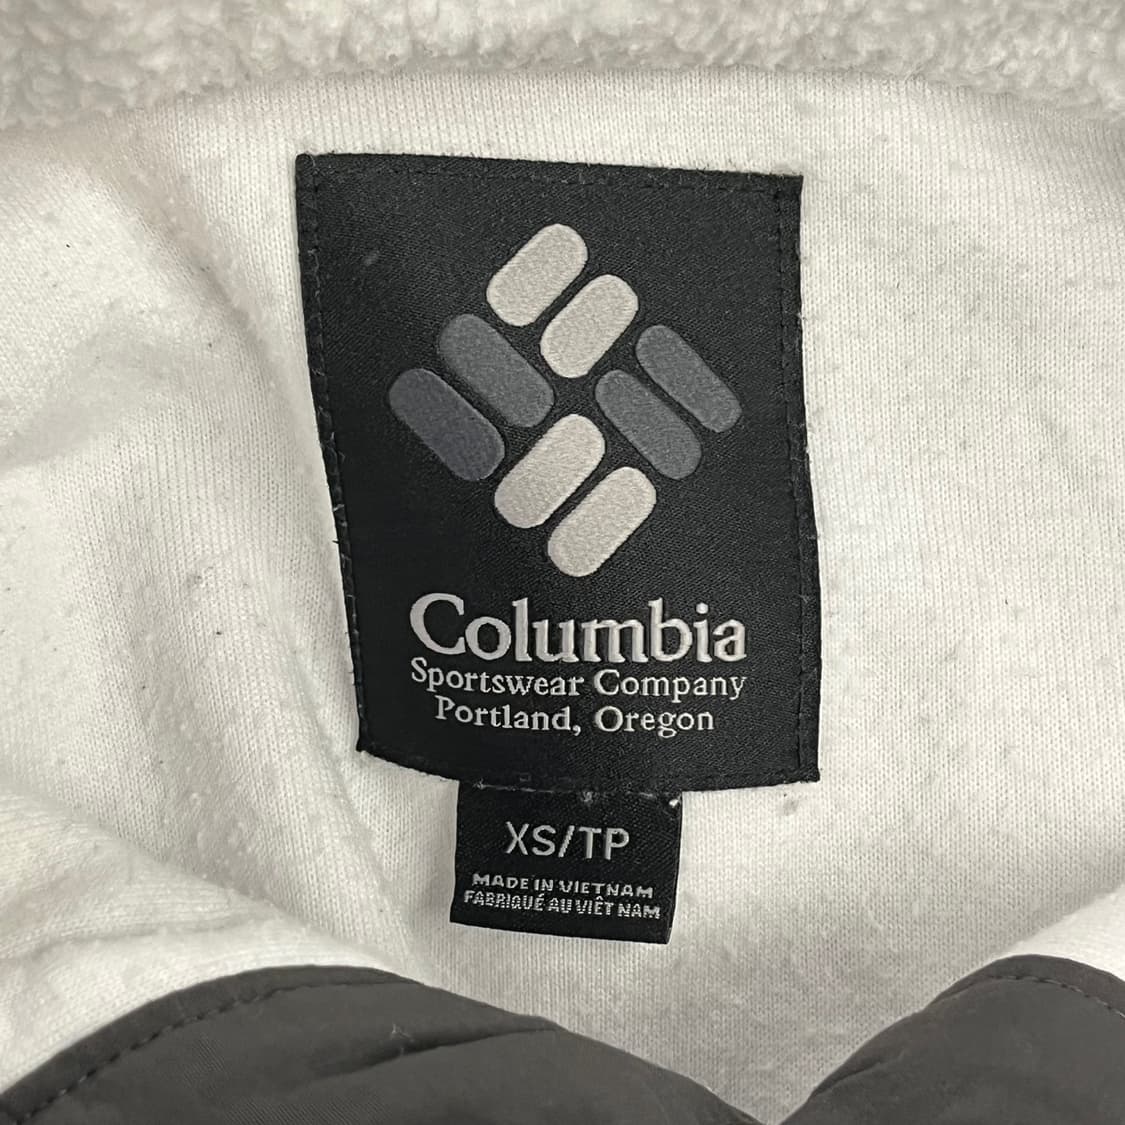 Columbia
Sportswear Company
Portland, Oregon
XS/TP
MADE IN VIETNAM
FABRIQUÉ AU VIÊT NAM